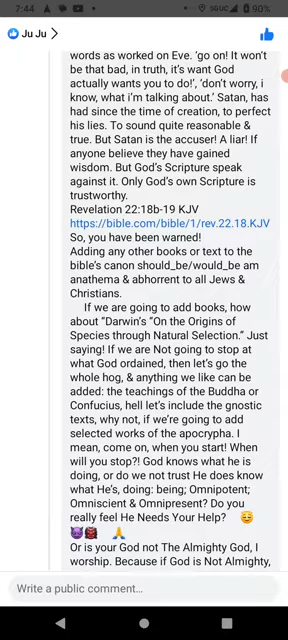 7:44
5G UC
90%
Ju Ju
words as worked on Eve. ‘go on! It won’t
be that bad, in truth, it’s want God
actually wants you to do!’, ‘don’t worry, i
know, what i’m talking about.’ Satan, has
had since the time of creation, to perfect
his lies. To sound quite reasonable &
true. But Satan is the accuser! A liar! If
anyone believe they have gained
wisdom. But God’s Scripture speak
against it. Only God’s own Scripture is
trustworthy.
Revelation 22:18b-19 KJV
https://bible.com/bible/1/rev.22.18.KJV
So, you have been warned!
Adding any other books or text to the
bible’s canon should_be/would_be am
anathema & abhorrent to all Jews &
Christians.
If we are going to add books, how
about “Darwin’s “On the Origins of
Species through Natural Selection.” Just
saying! If we are Not going to stop at
what God ordained, then let’s go the
whole hog, & anything we like can be
added: the teachings of the Buddha or
Confucius, hell let’s include the gnostic
texts, why not, if we’re going to add
selected works of the apocrypha. I
mean, come on, when you start! When
will you stop?! God knows what he is
doing, or do we not trust He does know
what He’s, doing: being; Omnipotent;
Omniscient & Omnipresent? Do you
really feel He Needs Your Help? 😇
😈👹 🙏
Or is your God not The Almighty God, I
worship. Because if God is Not Almighty,
Write a public comment…